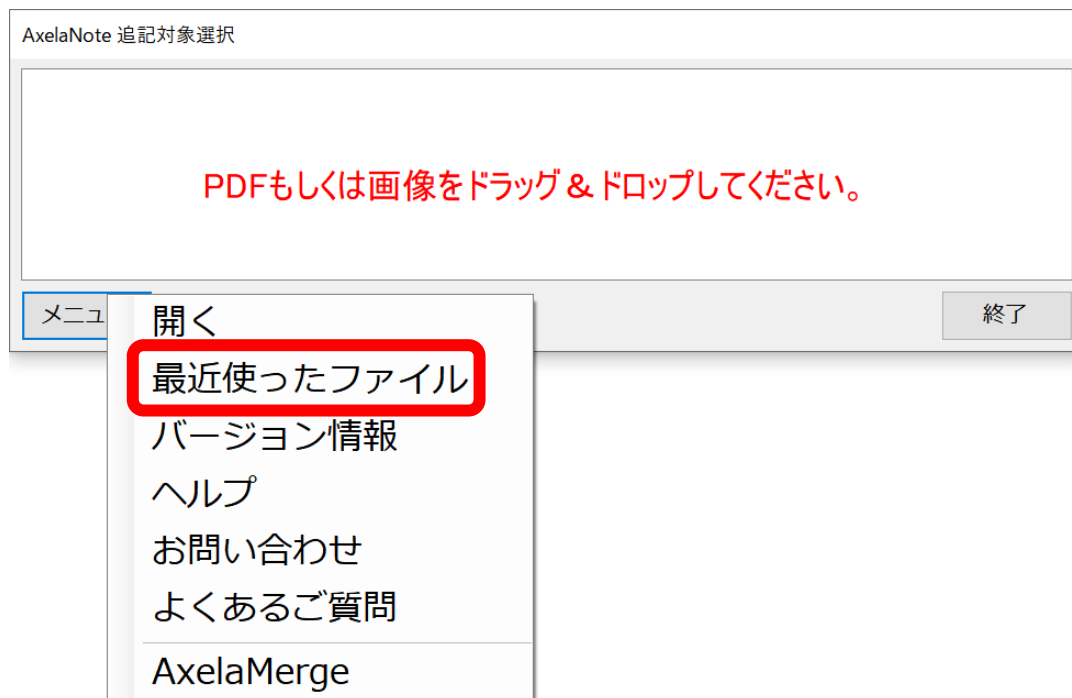 AxelaNote 追記対象選択
PDFもしくは画像をドラッグ&ドロップしてください。
メニュ
終了
開く
最近使ったファイル
バージョン情報
ヘルプ
お問い合わせ
よくあるご質問
AxelaMerge